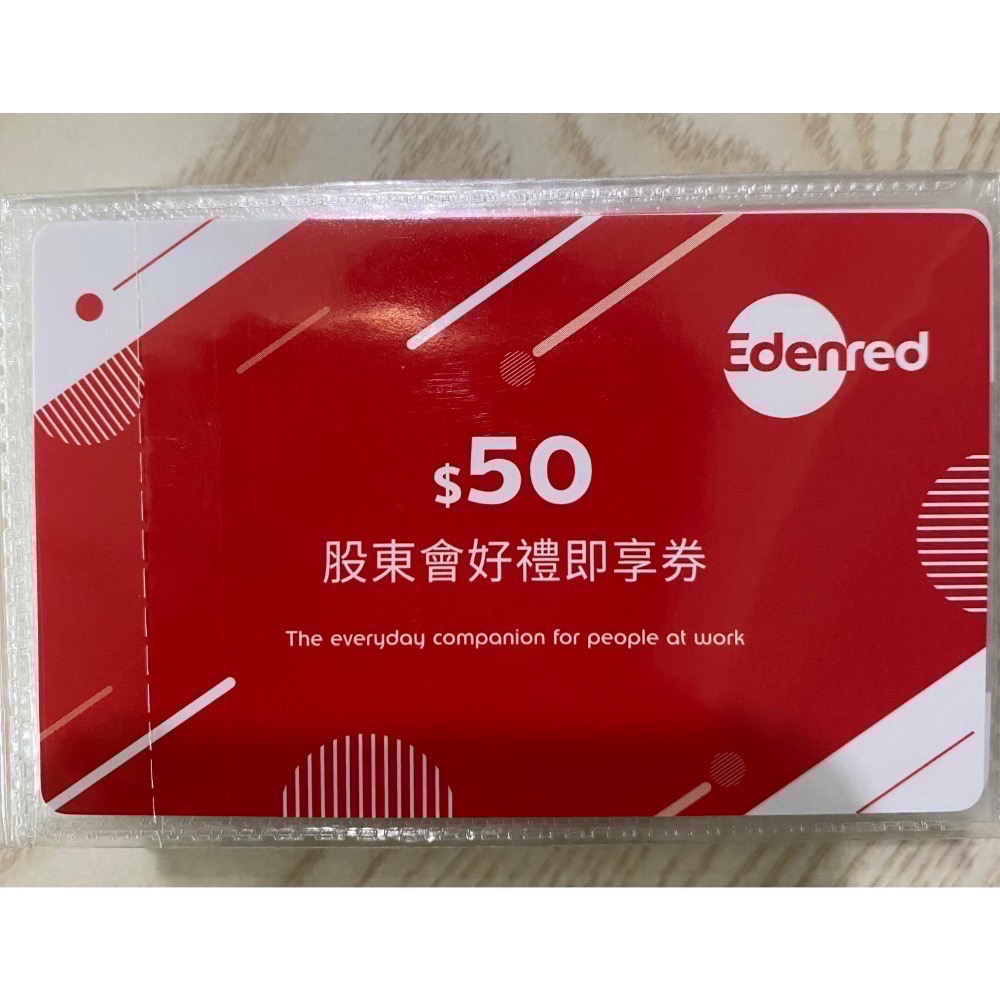 Edenred
$50
股東會好禮即享券
The everyday companion for people at work